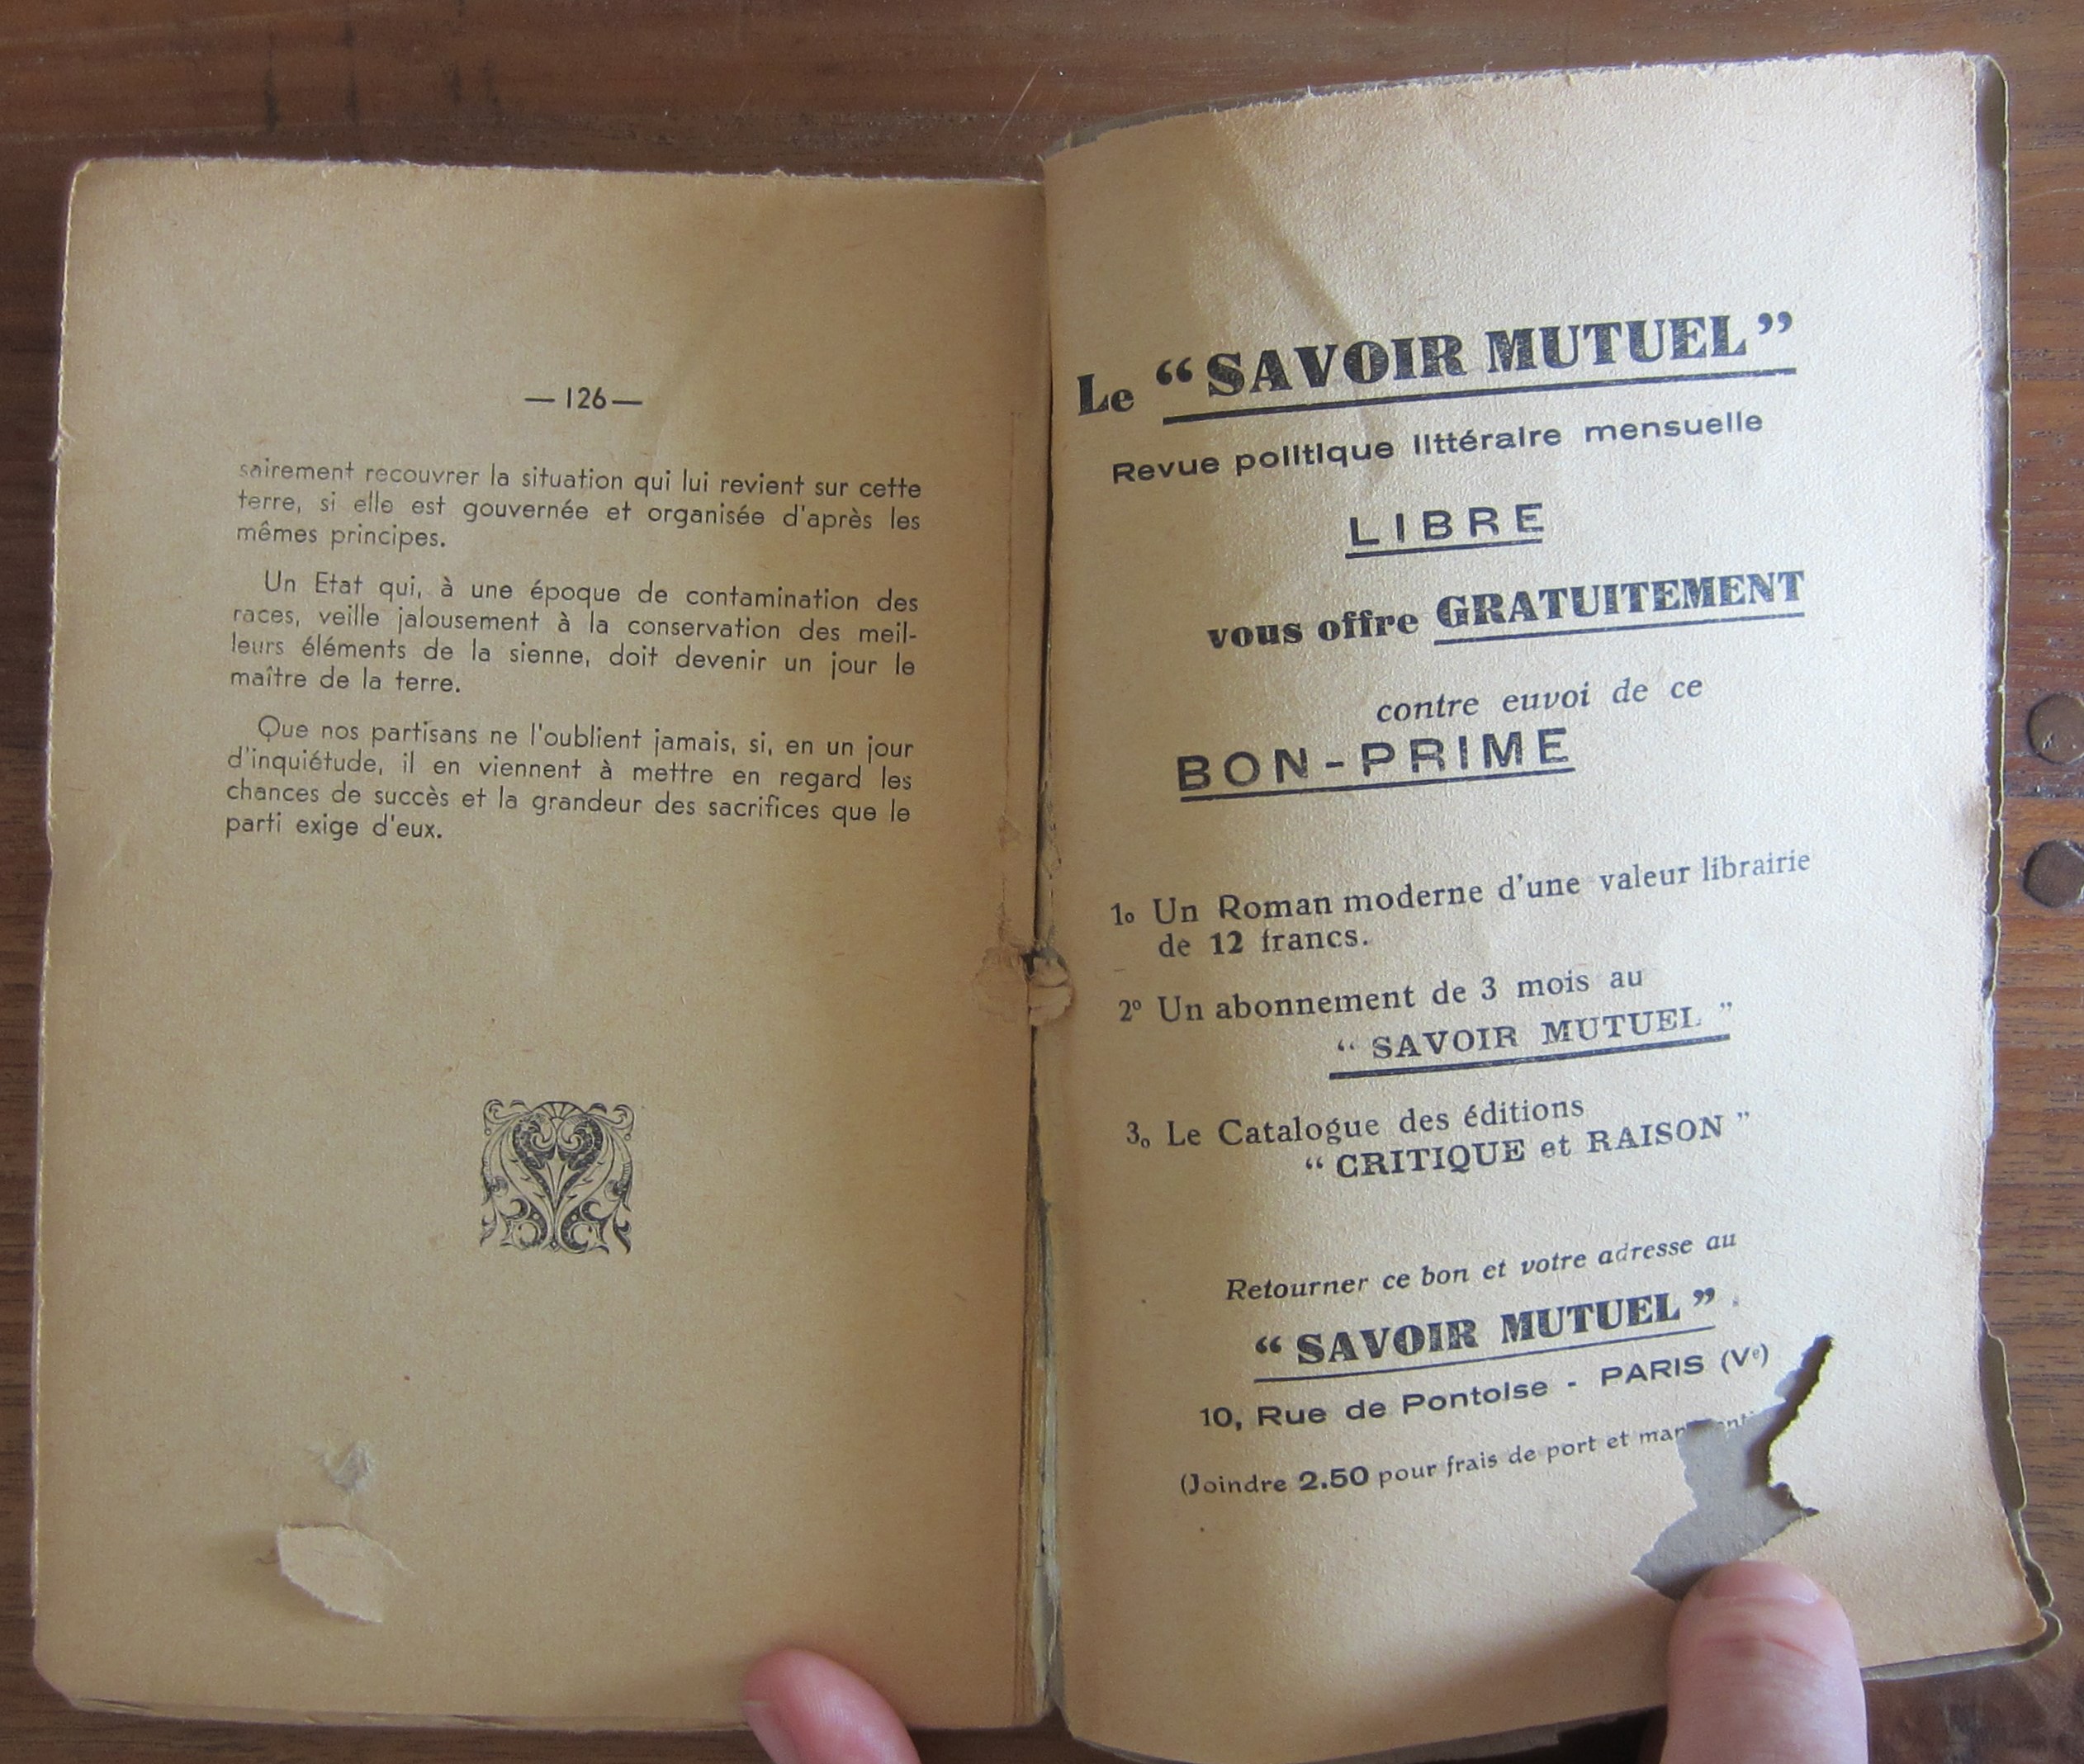 —126—
sairement recouvrer la situation qui lui revient sur cette
terre, si elle est gouvernée et organisée d'après les
mêmes principes.
Un Etat qui, à une époque de contamination des
races, veille jalousement à la conservation des meil-
leurs éléments de la sienne, doit devenir un jour le
maître de la terre.
Que nos partisans ne l'oublient jamais, si, en un jour
d'inquiétude, il en viennent à mettre en regard les
chances de succès et la grandeur des sacrifices que le
parti exige d'eux.
Le “SAVOIR MUTUEL”
Revue politique littéraire mensuelle
LIBRE
vous offre GRATUITEMENT
contre euvoi de ce
BON-PRIME
1o Un Roman moderne d'une valeur librairie
de 12 francs.
2º Un abonnement de 3 mois au
“ SAVOIR MUTUEL ”
3o Le Catalogue des éditions
“ CRITIQUE et RAISON ”
Retourner ce bon et votre adresse au
“ SAVOIR MUTUEL ”
10, Rue de Pontoise - PARIS (Ve)
(Joindre 2.50 pour frais de port et